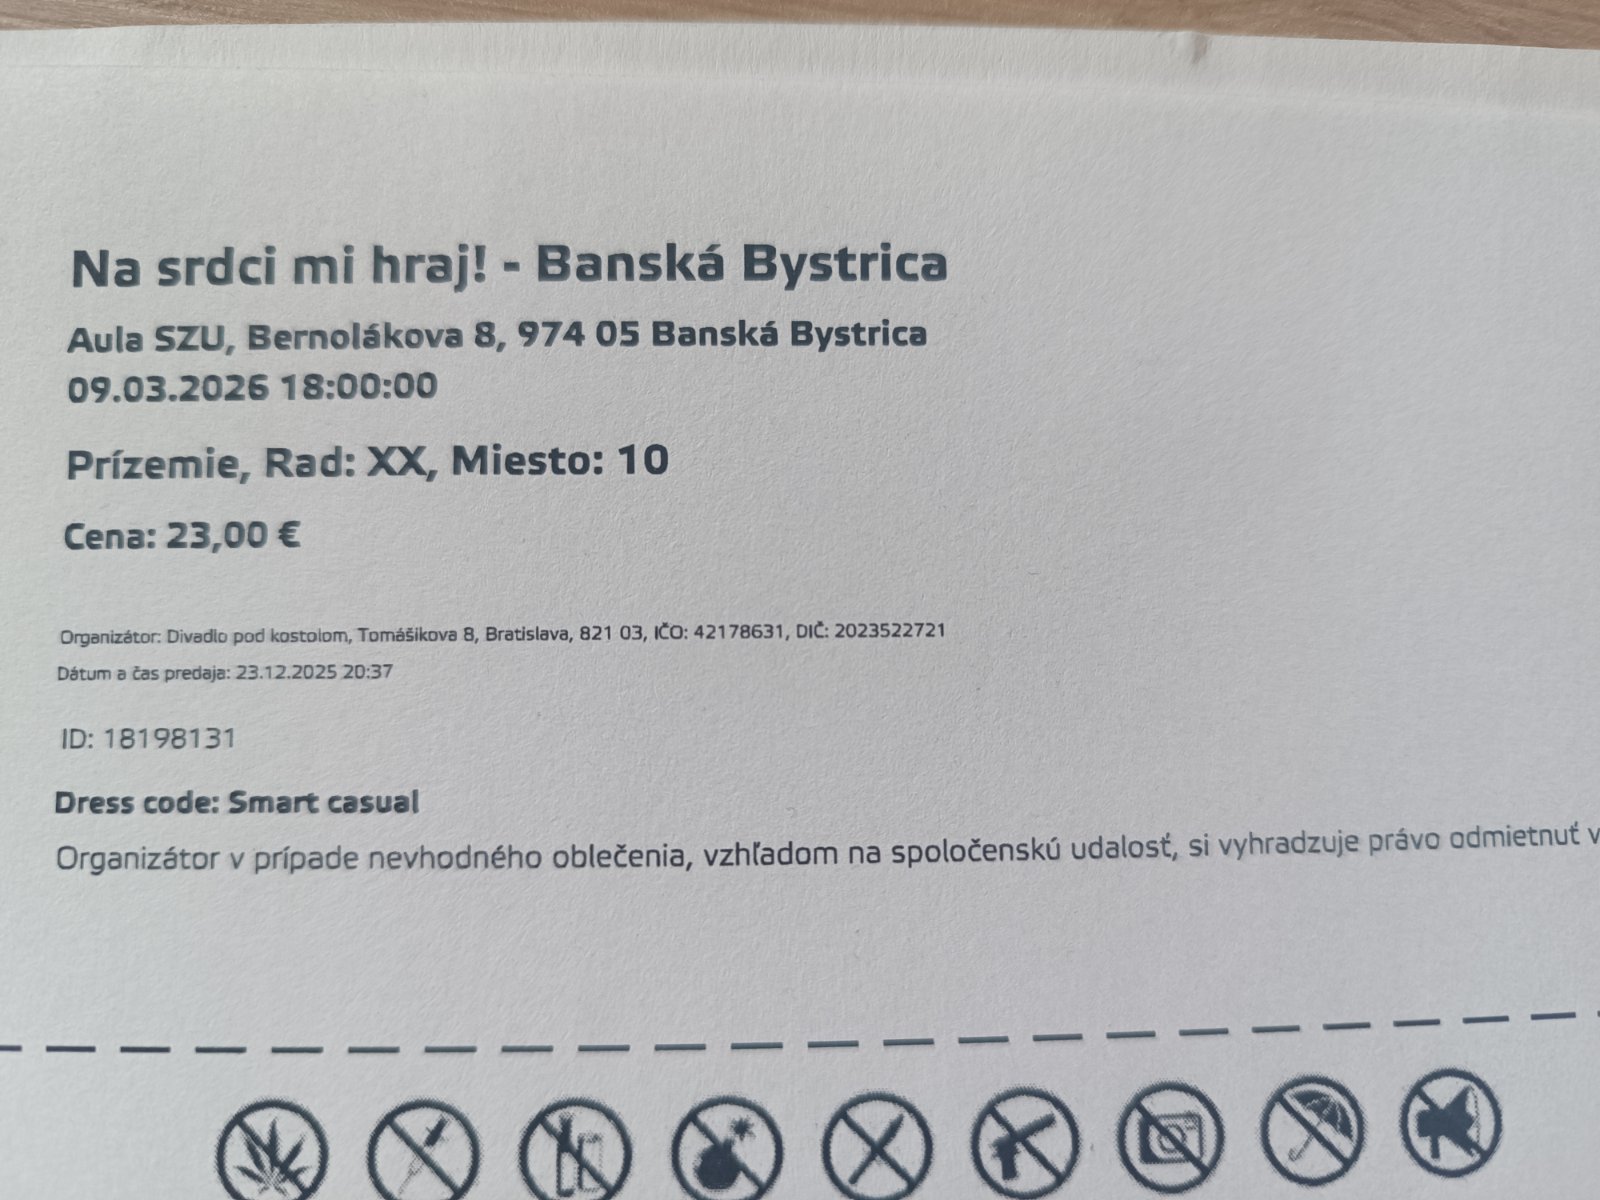 Na srdci mi hraj! - Banská Bystrica
Aula SZU, Bernolákova 8, 974 05 Banská Bystrica
09.03.2026 18:00:00
Prízemie, Rad: XX, Miesto: 10
Cena: 23,00 €
Organizátor: Divadlo pod kostolom, Tomášikova 8, Bratislava, 821 03, IČO: 42178631, DIČ: 2023522721
Dátum a čas predaja: 23.12.2025 20:37
ID: 18198131
Dress code: Smart casual
Organizátor v prípade nevhodného oblečenia, vzhľadom na spoločenskú udalosť, si vyhradzuje právo odmietnuť v